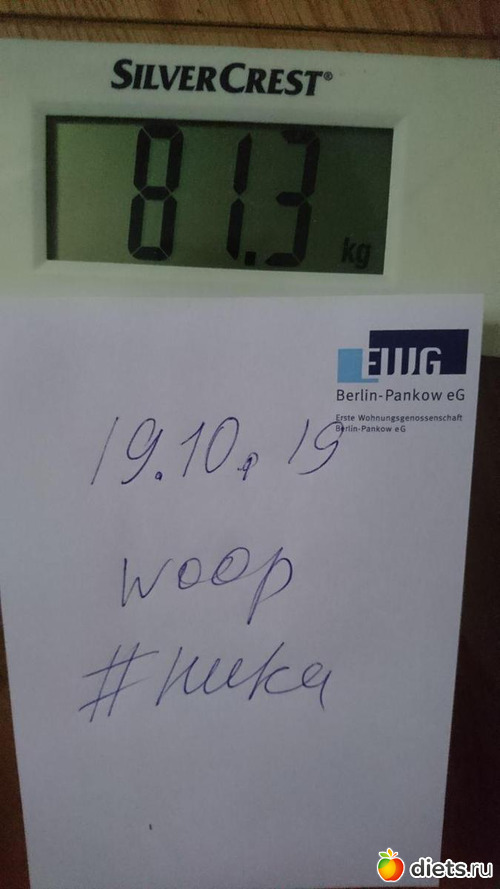 SILVERCREST®
81.3 kg
EWG
Berlin-Pankow eG
Erste Wohnungsgenossenschaft
Berlin-Pankow eG
19.10.19
woop
#ника
diets.ru